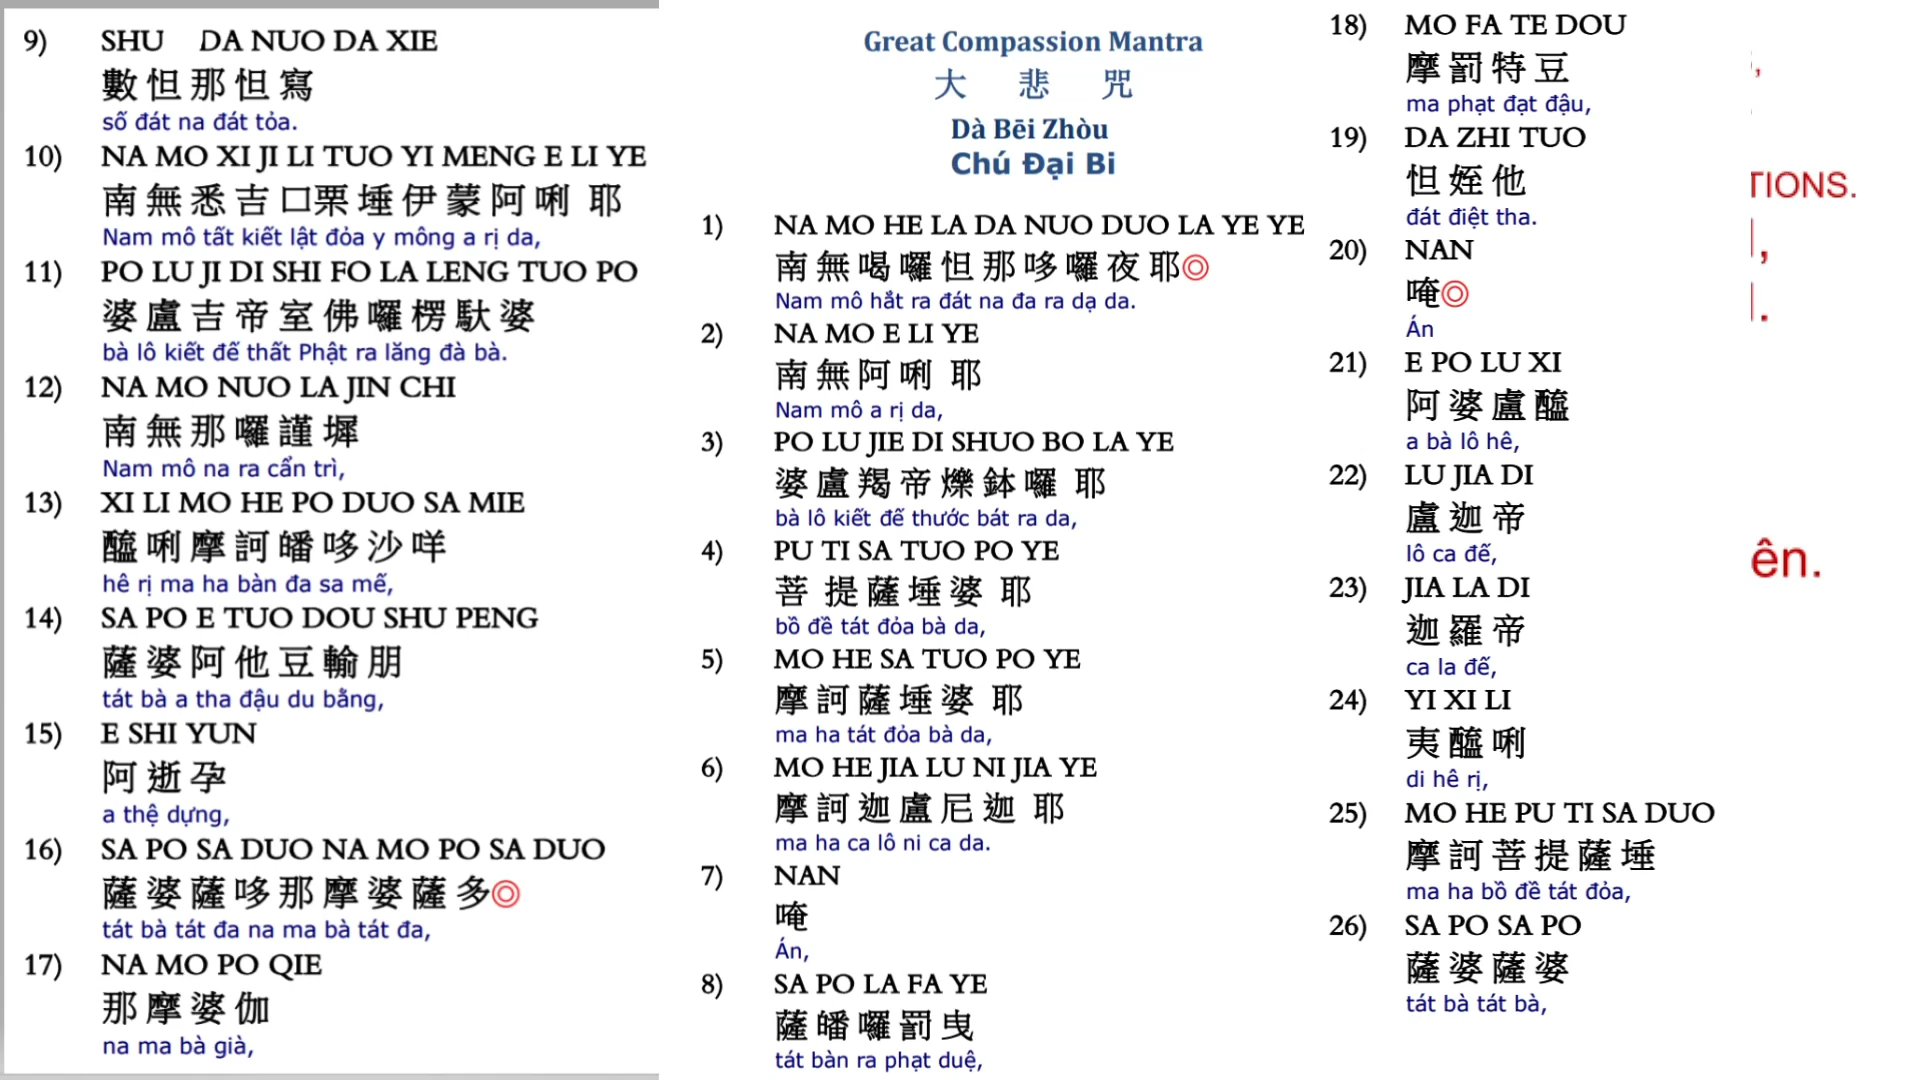 9) SHU DA NUO DA XIE
數 怛 那 怛 寫
số đát na đát tỏa.
10) NA MO XI JI LI TUO YI MENG E LI YE
南 無 悉 吉 口栗 埵 伊 蒙 阿 唎 耶
Nam mô tất kiết lật đỏa y mông a rị da,
11) PO LU JI DI SHI FO LA LENG TUO PO
婆 盧 吉 帝 室 佛 囉 楞 馱 婆
bà lô kiết đế thất Phật ra lăng đà bà.
12) NA MO NUO LA JIN CHI
南 無 那 囉 謹 墀
Nam mô na ra cẩn trì,
13) XI LI MO HE PO DUO SA MIE
醯 唎 摩 訶 皤 哆 沙 咩
hê rị ma ha bàn đa sa mế,
14) SA PO E TUO DOU SHU PENG
薩 婆 阿 他 豆 輸 朋
tát bà a tha đậu du bằng,
15) E SHI YUN
阿 逝 孕
a thệ dựng,
16) SA PO SA DUO NA MO PO SA DUO
薩 婆 薩 哆 那 摩 婆 薩 多◎
tát bà tát đa na ma bà tát đa,
17) NA MO PO QIE
那 摩 婆 伽
na ma bà già,
Great Compassion Mantra
大 悲 咒
Dà Bēi Zhòu
Chú Đại Bi
1) NA MO HE LA DA NUO DUO LA YE YE
南 無 喝 囉 怛 那 哆 囉 夜 耶◎
Nam mô hắt ra đát na đa ra dạ da.
2) NA MO E LI YE
南 無 阿 唎 耶
Nam mô a rị da,
3) PO LU JIE DI SHUO BO LA YE
婆 盧 羯 帝 爍 鉢 囉 耶
bà lô kiết đế thước bát ra da,
4) PU TI SA TUO PO YE
菩 提 薩 埵 婆 耶
bồ đề tát đỏa bà da,
5) MO HE SA TUO PO YE
摩 訶 薩 埵 婆 耶
ma ha tát đỏa bà da,
6) MO HE JIA LU NI JIA YE
摩 訶 迦 盧 尼 迦 耶
ma ha ca lô ni ca da.
7) NAN
唵
Án,
8) SA PO LA FA YE
薩 皤 囉 罰 曳
tát bàn ra phạt duệ,
18) MO FA TE DOU
摩 罰 特 豆
ma phạt đạt đậu,
19) DA ZHI TUO
怛 姪 他
đát điệt tha.
20) NAN
唵◎
Án
21) E PO LU XI
阿 婆 盧 醯
a bà lô hê,
22) LU JIA DI
盧 迦 帝
lô ca đế,
23) JIA LA DI
迦 羅 帝
ca la đế,
24) YI XI LI
夷 醯 唎
di hê rị,
25) MO HE PU TI SA DUO
摩 訶 菩 提 薩 埵
ma ha bồ đề tát đỏa,
26) SA PO SA PO
薩 婆 薩 婆
tát bà tát bà,
TIONS.
ên.